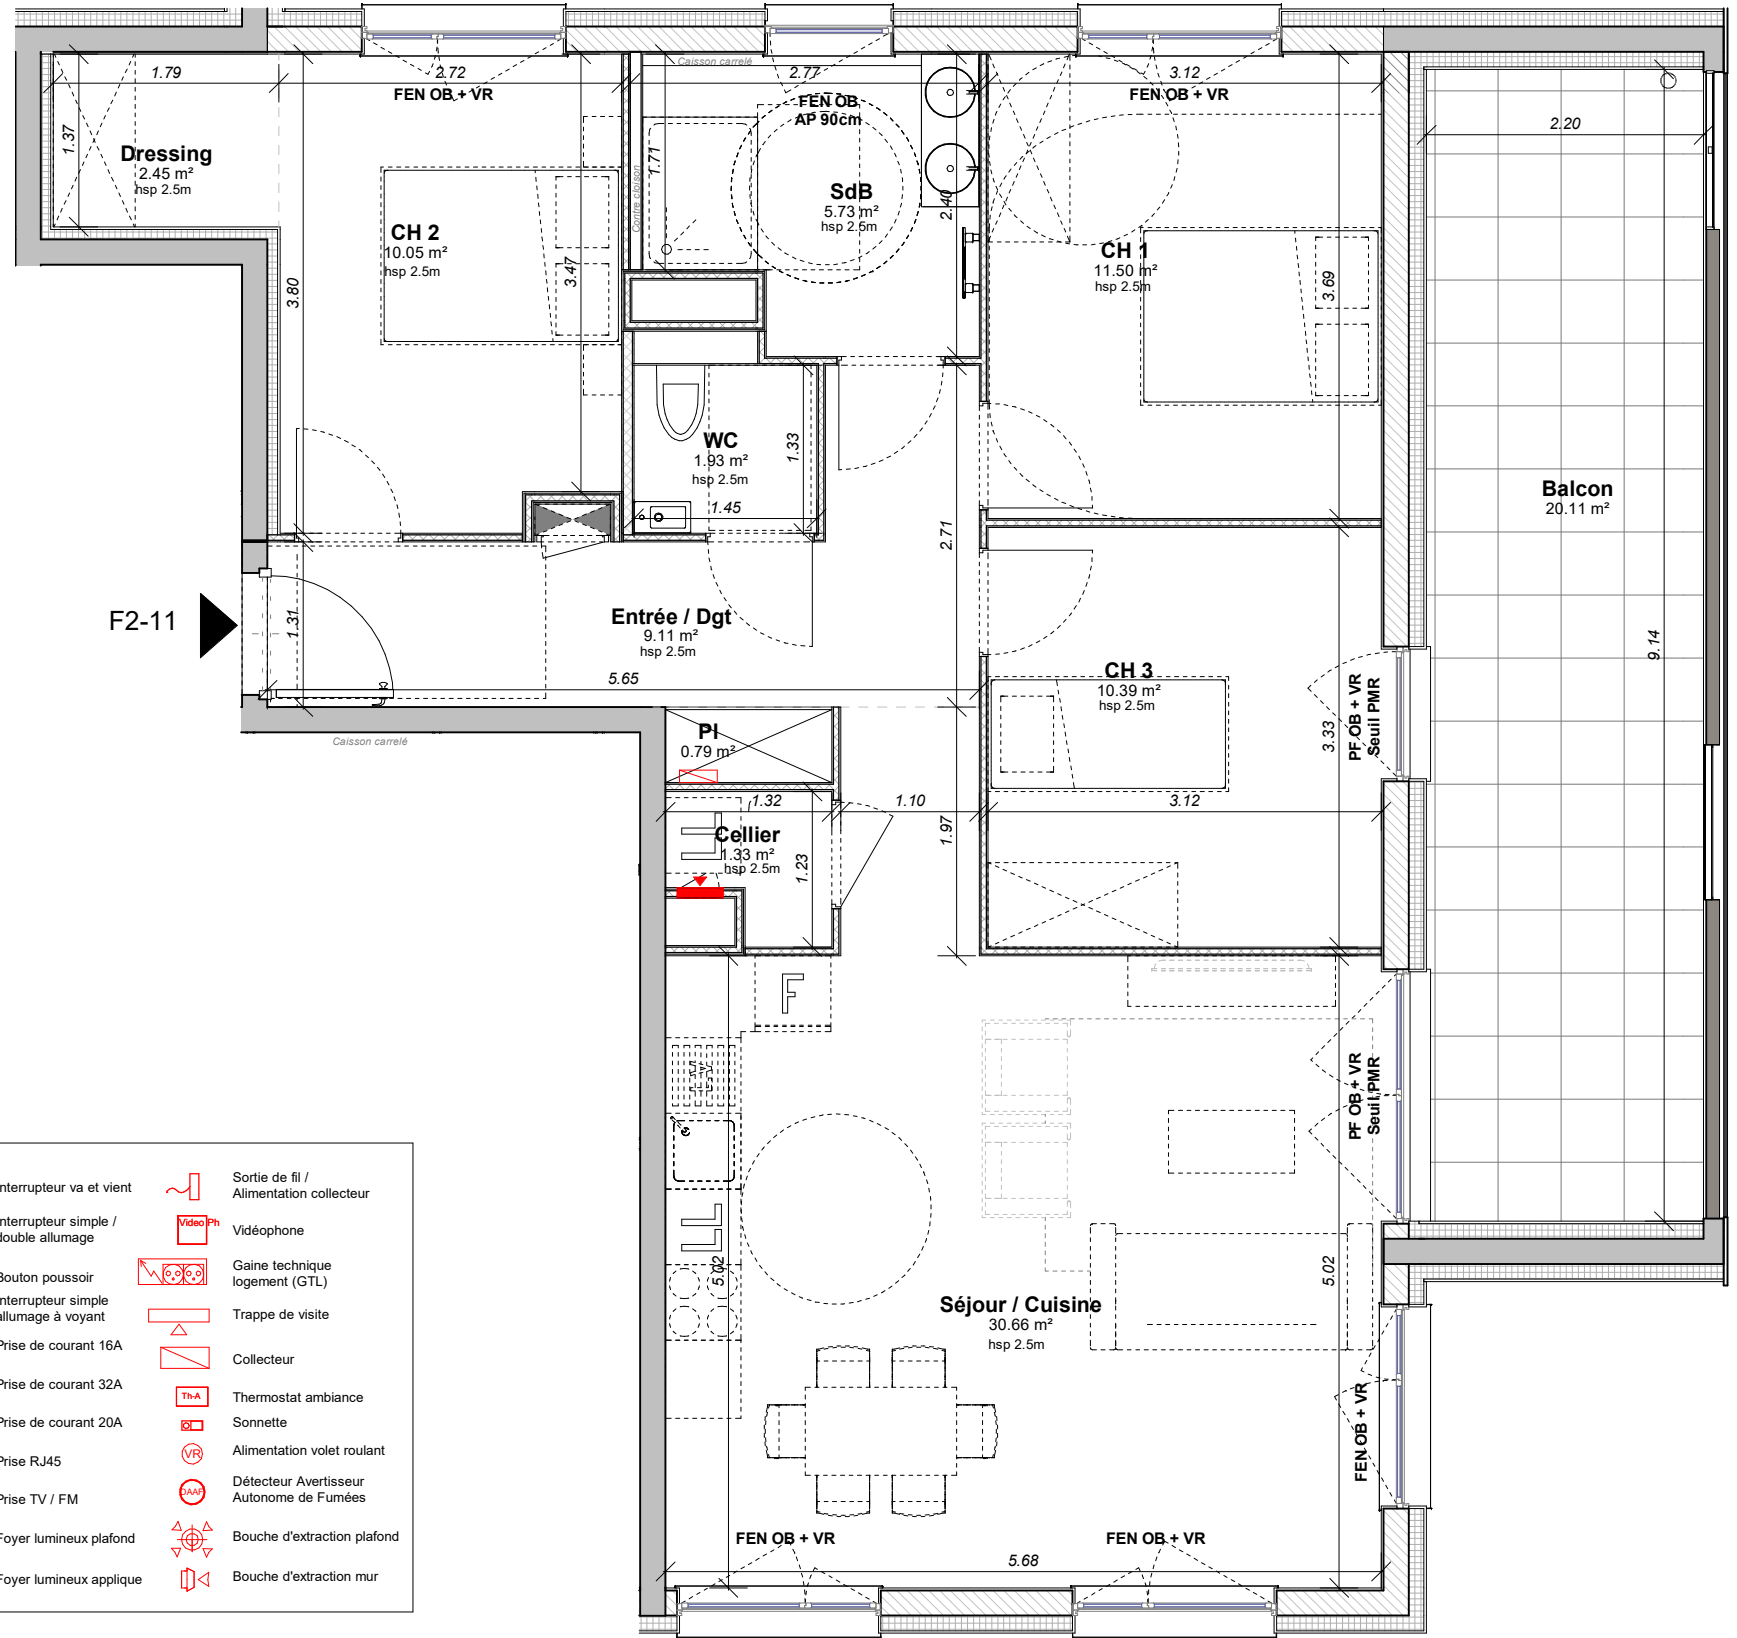 1.79
2.72
FEN OB + VR
Caisson carrelé
2.77
FEN OB
AP 90cm
3.12
FEN OB + VR
2.20
1.37
Dressing
2.45 m²
hsp 2.5m
1.71
Contre cloison
SdB
5.73 m²
hsp 2.5m
2.40
CH 2
10.05 m²
hsp 2.5m
3.47
3.80
CH 1
11.50 m²
hsp 2.5m
3.69
WC
1.93 m²
hsp 2.5m
1.33
1.45
2.71
Balcon
20.11 m²
9.14
F2-11
1.31
Entrée / Dgt
9.11 m²
hsp 2.5m
5.65
CH 3
10.39 m²
hsp 2.5m
3.33
PF OB + VR
Seuil PMR
Caisson carrelé
Pl
0.79 m²
1.32
1.10
3.12
Cellier
1.33 m²
hsp 2.5m
1.23
1.97
LL
F
LV
LL
5.02
PF OB + VR
Seuil PMR
Séjour / Cuisine
30.66 m²
hsp 2.5m
5.02
FEN OB + VR
FEN OB + VR
FEN OB + VR
5.68
nterrupteur va et vient
Sortie de fil /
Alimentation collecteur
nterrupteur simple /
double allumage
Video Ph
Vidéophone
Bouton poussoir
Gaine technique
logement (GTL)
nterrupteur simple
allumage à voyant
Trappe de visite
Prise de courant 16A
Collecteur
Prise de courant 32A
Th-A
Thermostat ambiance
Prise de courant 20A
Sonnette
Prise RJ45
VR
Alimentation volet roulant
Prise TV / FM
DAAF
Détecteur Avertisseur
Autonome de Fumées
Foyer lumineux plafond
Bouche d'extraction plafond
Foyer lumineux applique
Bouche d'extraction mur